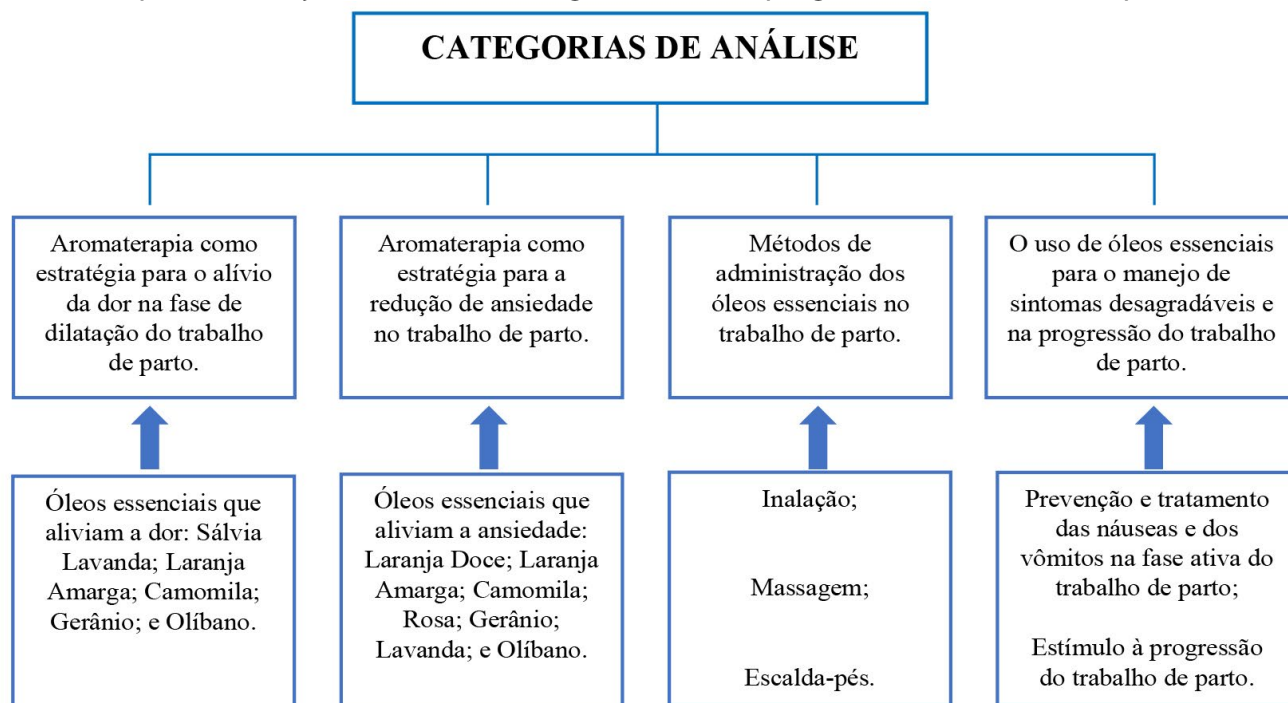 CATEGORIAS DE ANÁLISE
Aromaterapia como
estratégia para o alívio
da dor na fase de
dilatação do trabalho
de parto.
Aromaterapia como
estratégia para a
redução de ansiedade
no trabalho de parto.
Métodos de
administração dos
óleos essenciais no
trabalho de parto.
O uso de óleos essenciais
para o manejo de
sintomas desagradáveis e
na progressão do trabalho
de parto.
Óleos essenciais que
aliviam a dor: Sálvia
Lavanda; Laranja
Amarga; Camomila;
Gerânio; e Olíbano.
Óleos essenciais que
aliviam a ansiedade:
Laranja Doce; Laranja
Amarga; Camomila;
Rosa; Gerânio;
Lavanda; e Olíbano.
Inalação;
Massagem;
Escalda-pés.
Prevenção e tratamento
das náuseas e dos
vômitos na fase ativa do
trabalho de parto;
Estímulo à progressão
do trabalho de parto.